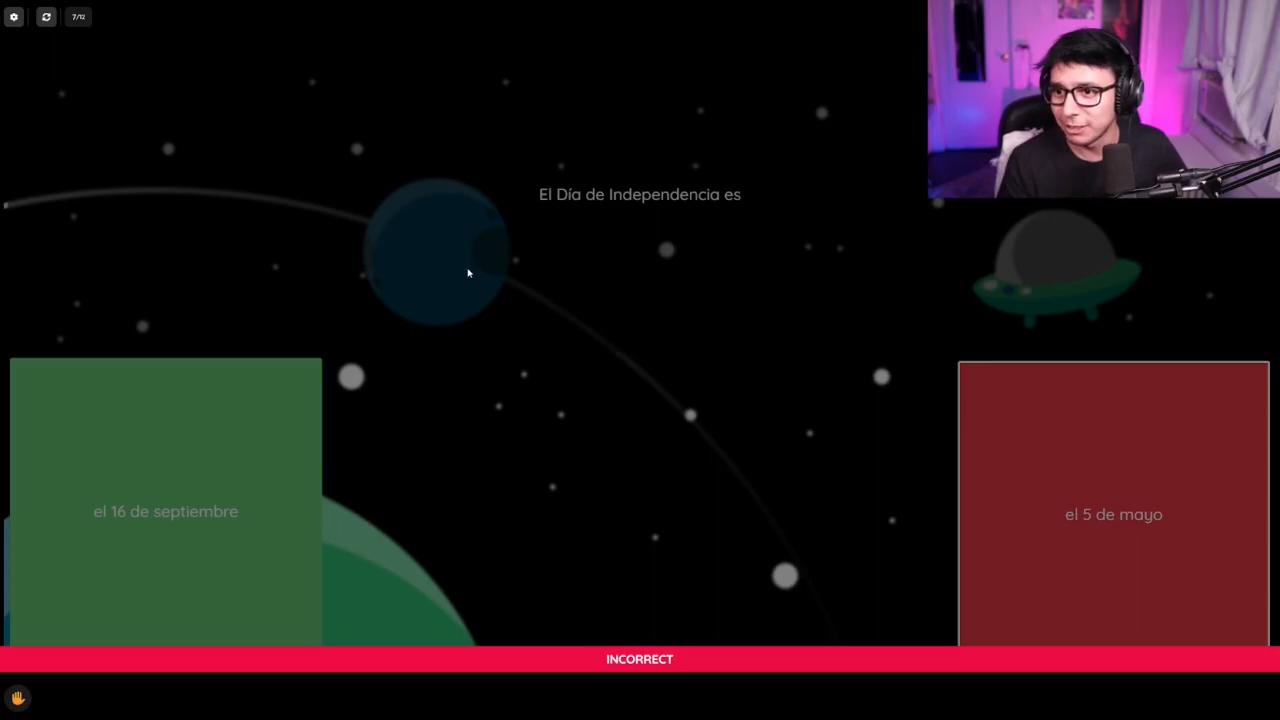 7/12
El Día de Independencia es
el 16 de septiembre
el 5 de mayo
INCORRECT